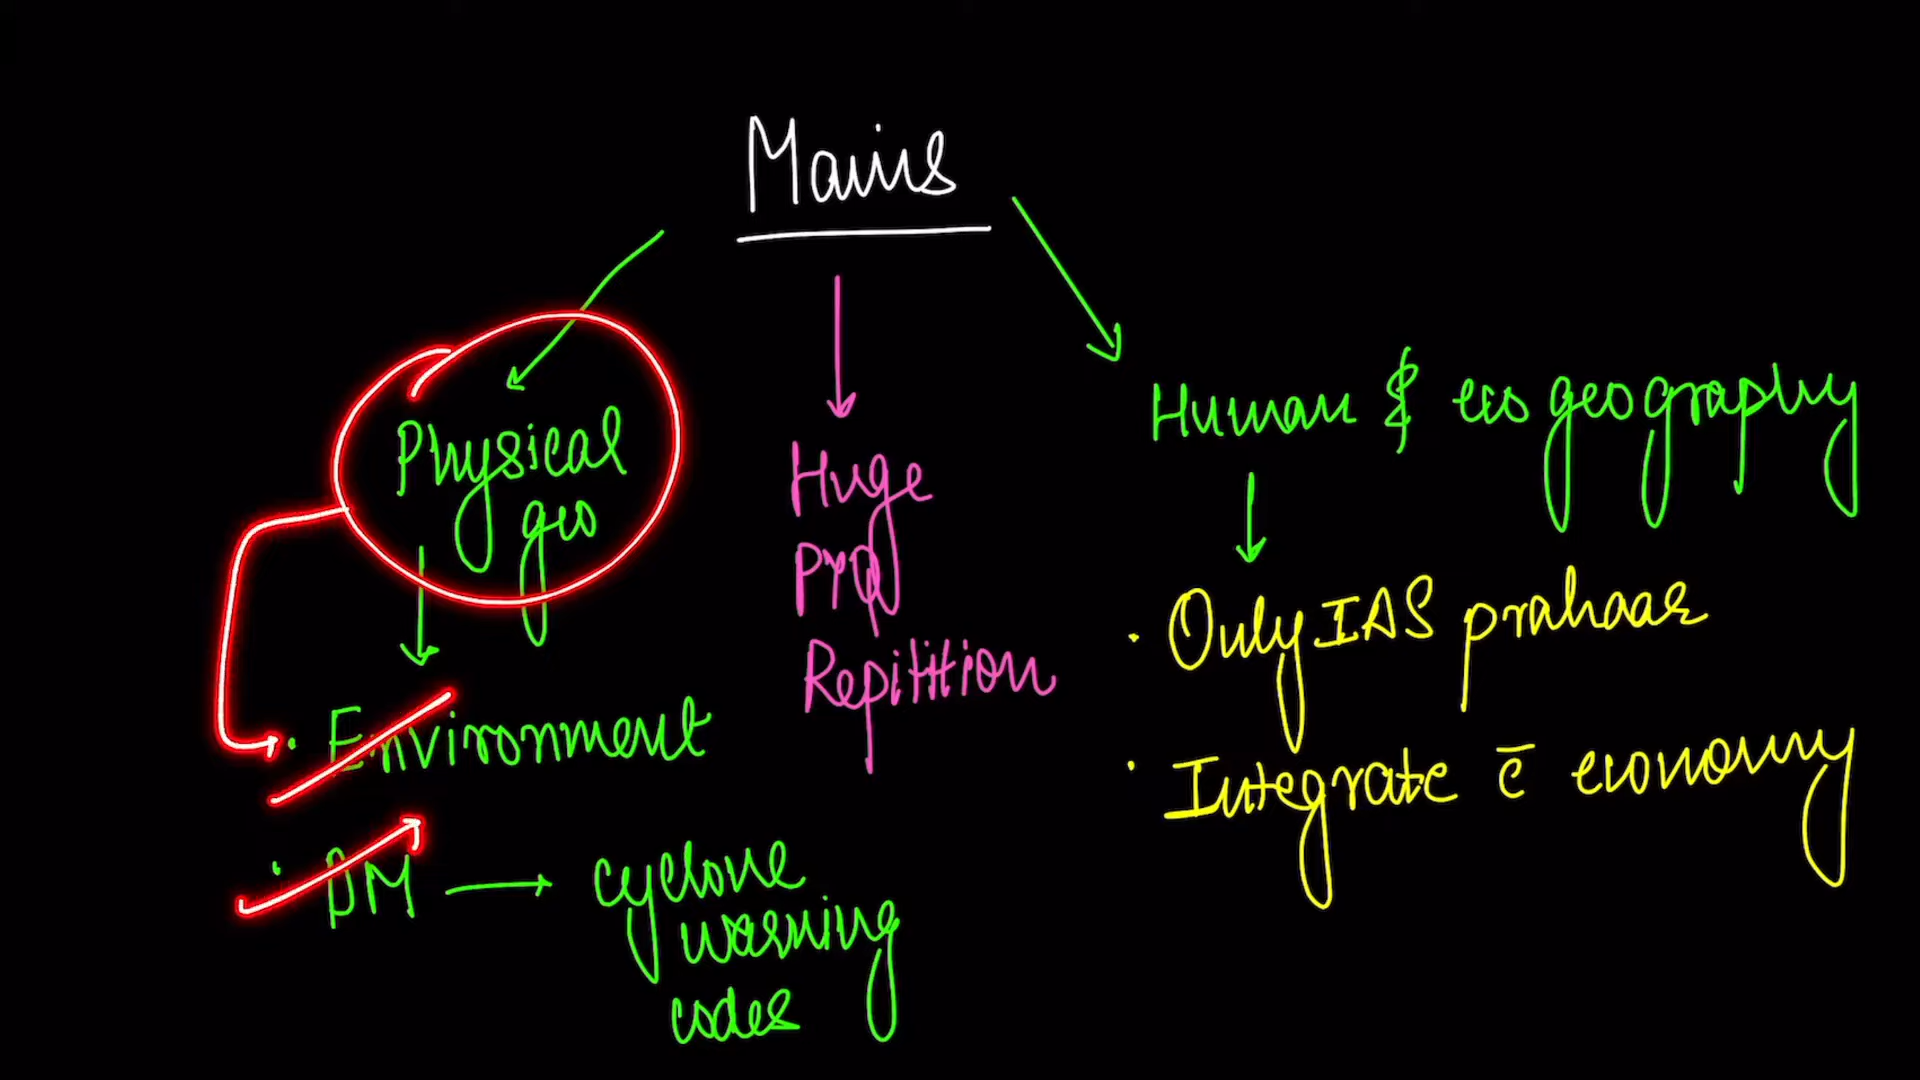 Mains
Physical
geo
Environment
DM → cyclone
warning
codes
Huge
PYQ
Repitition
Human & eco geography
• Only IAS prahaar
• Integrate c̄ economy